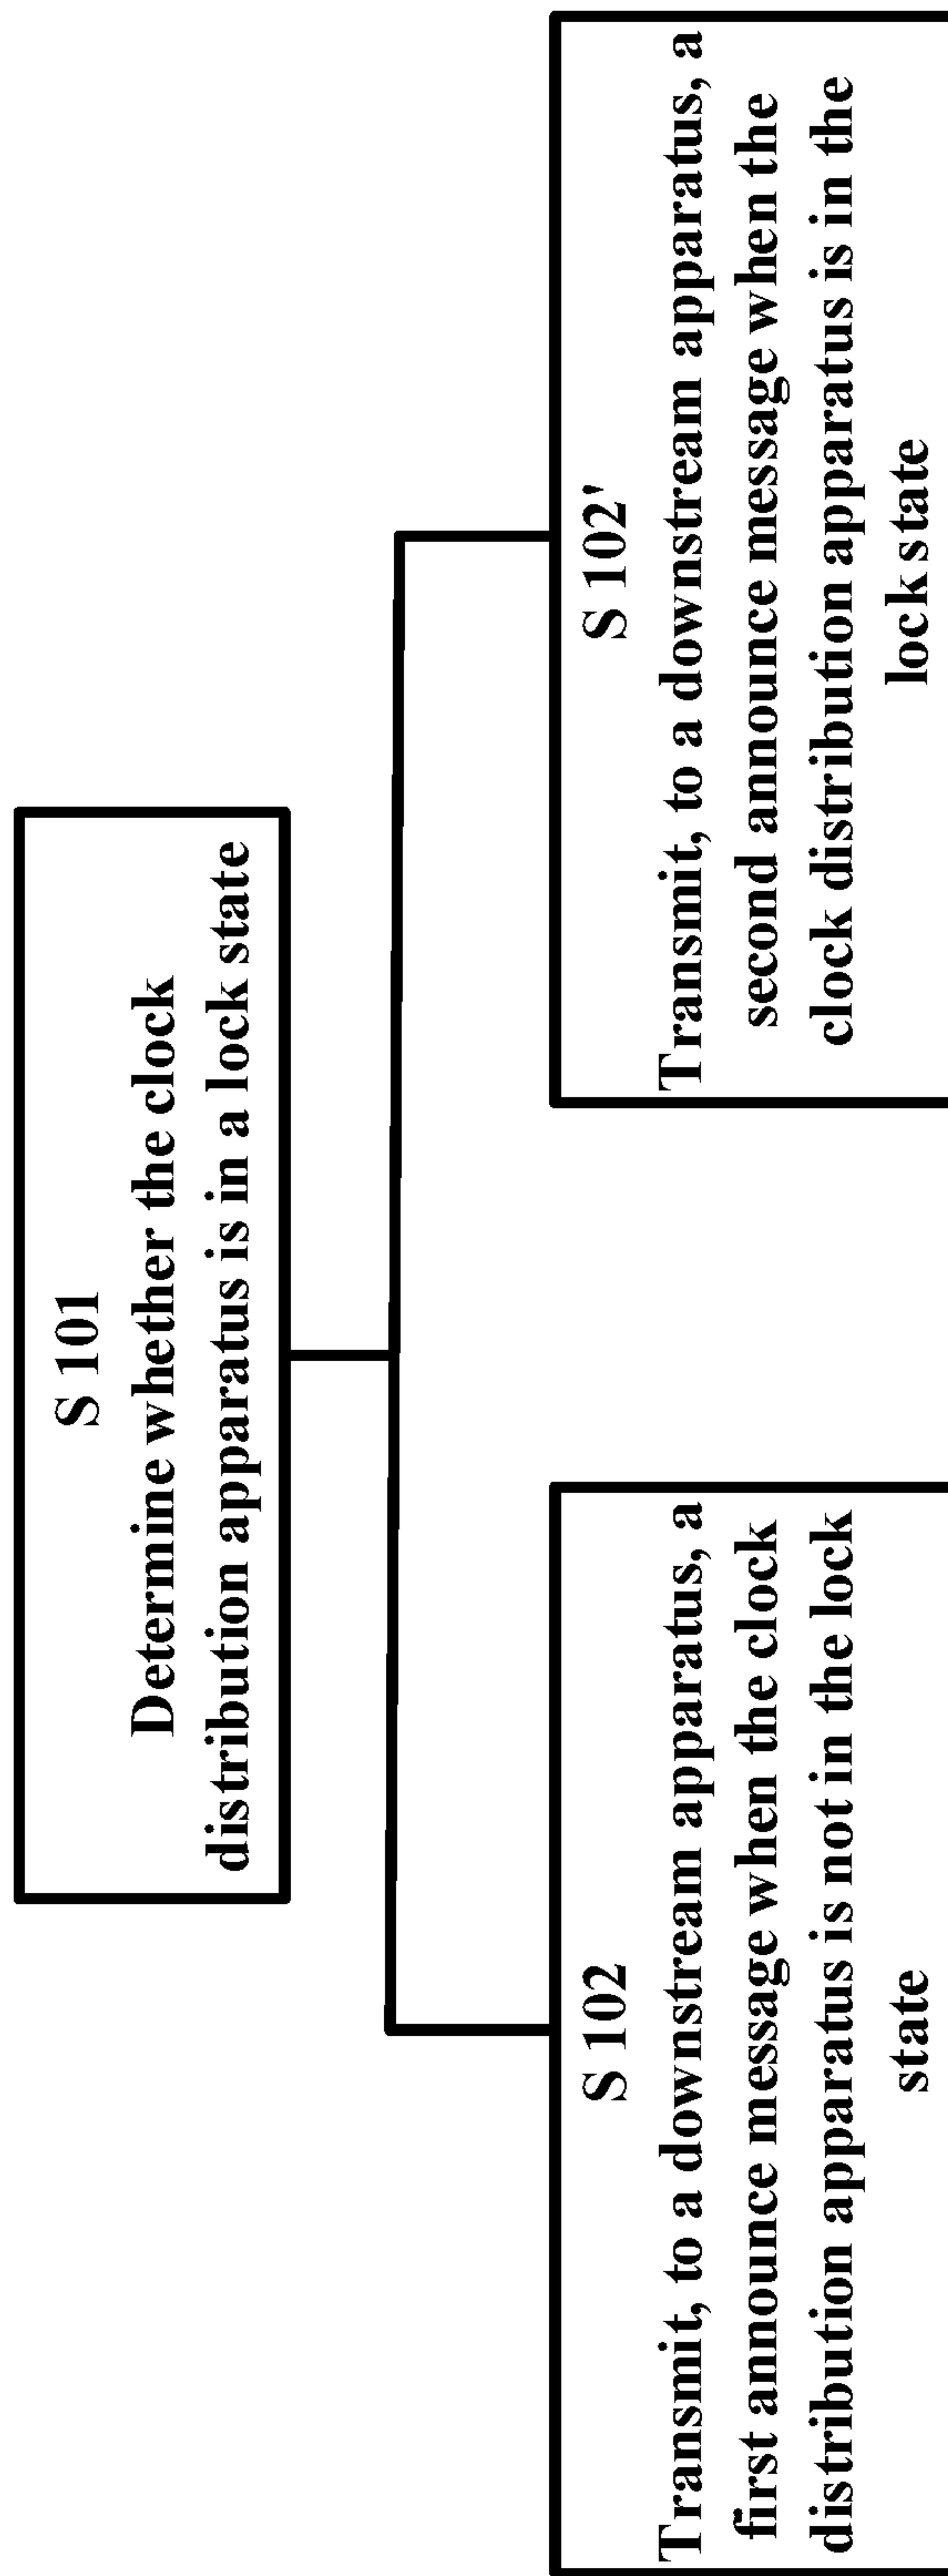 S 101
Determine whether the clock
distribution apparatus is in a lock state
S 102
Transmit, to a downstream apparatus, a
first announce message when the clock
distribution apparatus is not in the lock
state
S 102'
Transmit, to a downstream apparatus, a
second announce message when the
clock distribution apparatus is in the
lock state